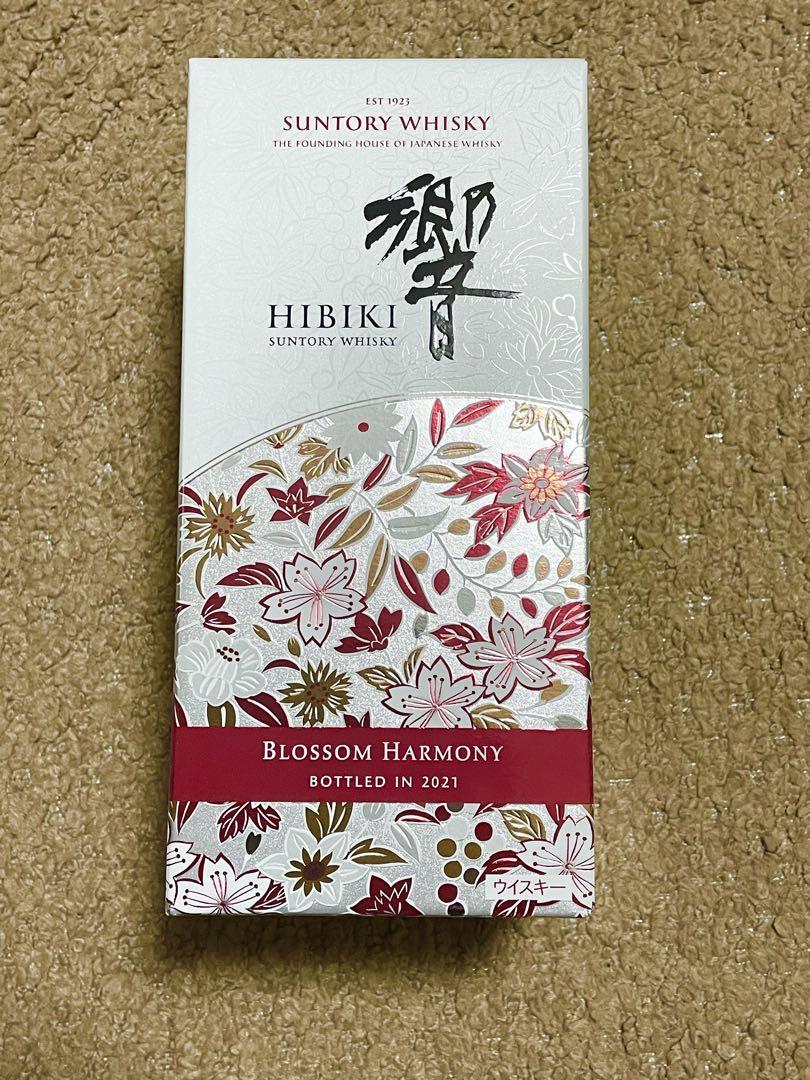 EST 1923
SUNTORY WHISKY
THE FOUNDING HOUSE OF JAPANESE WHISKY
響
HIBIKI
SUNTORY WHISKY
BLOSSOM HARMONY
BOTTLED IN 2021
ウイスキー